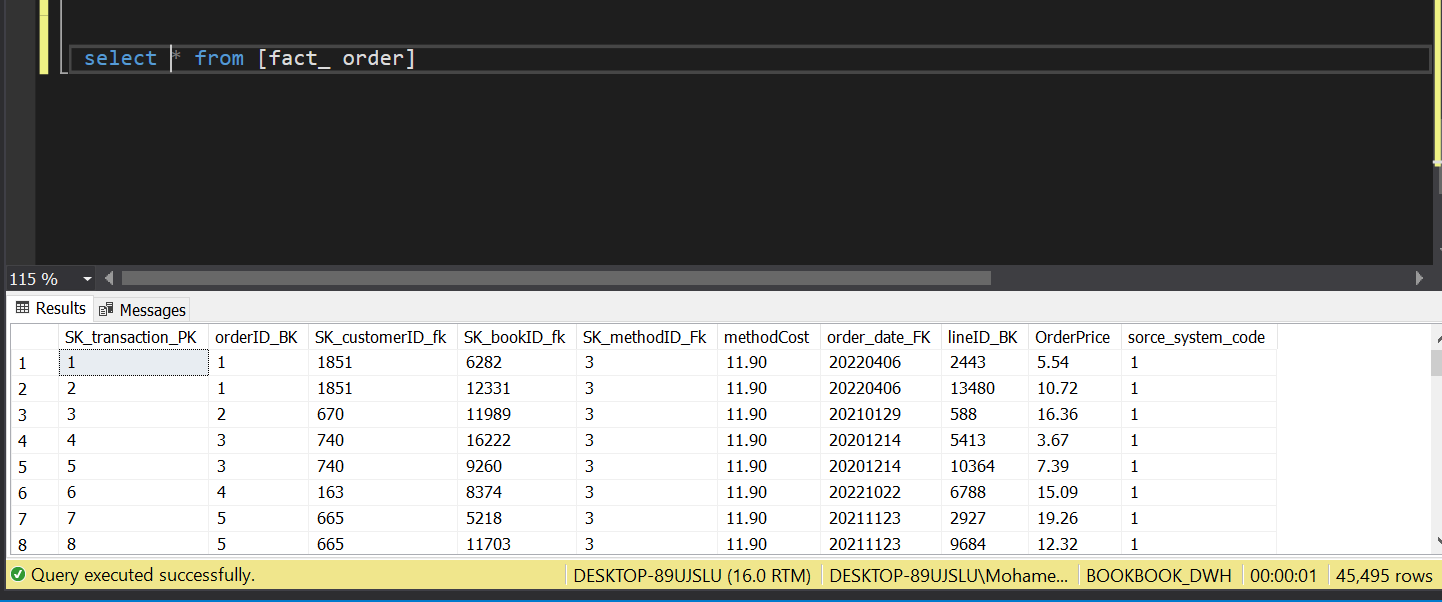 select * from [fact_ order]
115 %
Results Messages
SK_transaction_PK orderID_BK SK_customerID_fk SK_bookID_fk SK_methodID_Fk methodCost order_date_FK lineID_BK OrderPrice sorce_system_code
1 1 1 1851 6282 3 11.90 20220406 2443 5.54 1
2 2 1 1851 12331 3 11.90 20220406 13480 10.72 1
3 3 2 670 11989 3 11.90 20210129 588 16.36 1
4 4 3 740 16222 3 11.90 20201214 5413 3.67 1
5 5 3 740 9260 3 11.90 20201214 10364 7.39 1
6 6 4 163 8374 3 11.90 20221022 6788 15.09 1
7 7 5 665 5218 3 11.90 20211123 2927 19.26 1
8 8 5 665 11703 3 11.90 20211123 9684 12.32 1
Query executed successfully. DESKTOP-89UJSLU (16.0 RTM) DESKTOP-89UJSLU\Mohame... BOOKBOOK_DWH 00:00:01 45,495 rows